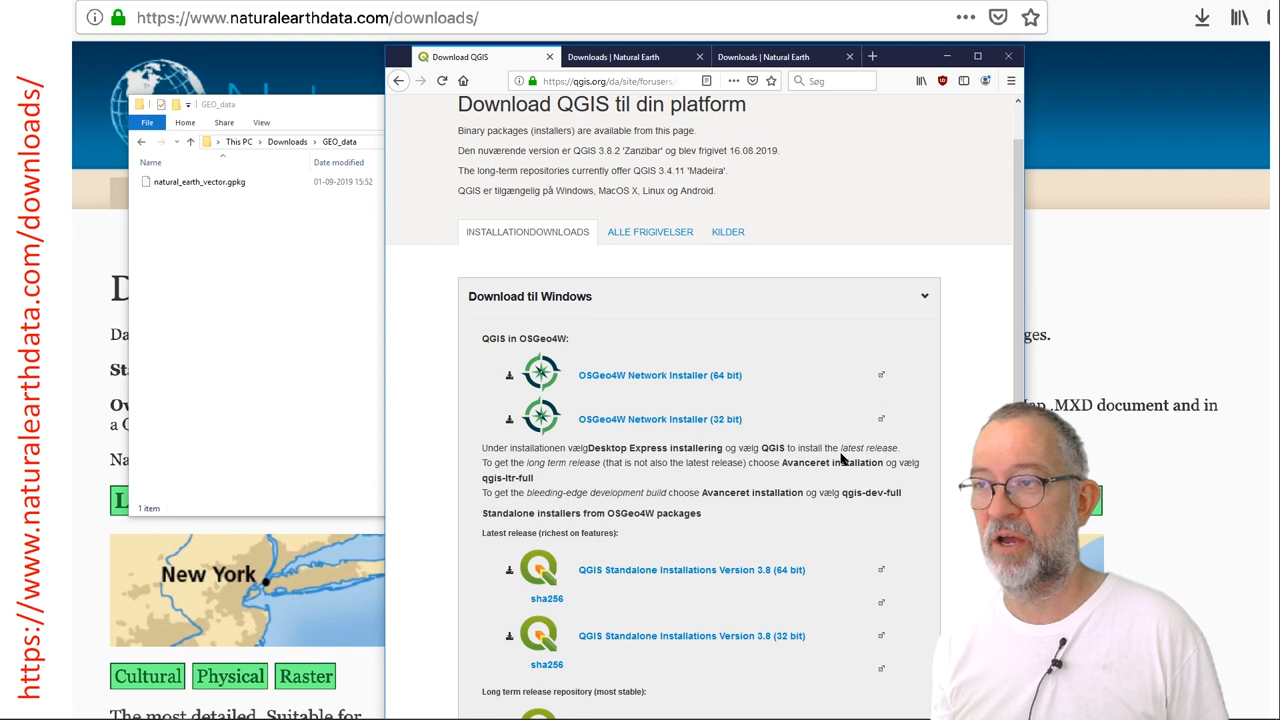 https://www.naturalearthdata.com/downloads/
https://www.naturalearthdata.com/downloads/
Download QGIS
Downloads | Natural Earth
Downloads | Natural Earth
https://qgis.org/da/site/forusers/
Søg
GEO_data
File Home Share View
This PC Downloads GEO_data
Name Date modified
natural_earth_vector.gpkg 01-09-2019 15:52
1 item
Download QGIS til din platform
Binary packages (installers) are available from this page.
Den nuværende version er QGIS 3.8.2 'Zanzibar' og blev frigivet 16.08.2019.
The long-term repositories currently offer QGIS 3.4.11 'Madeira'.
QGIS er tilgængelig på Windows, MacOS X, Linux og Android.
INSTALLATIONDOWNLOADS ALLE FRIGIVELSER KILDER
Download til Windows
QGIS in OSGeo4W:
OSGeo4W Network Installer (64 bit)
OSGeo4W Network Installer (32 bit)
Under installationen vælgDesktop Express installering og vælg QGIS to install the latest release.
To get the long term release (that is not also the latest release) choose Avanceret installation og vælg
qgis-ltr-full
To get the bleeding-edge development build choose Avanceret installation og vælg qgis-dev-full
Standalone installers from OSGeo4W packages
Latest release (richest on features):
QGIS Standalone Installations Version 3.8 (64 bit)
sha256
QGIS Standalone Installations Version 3.8 (32 bit)
sha256
Long term release repository (most stable):
ges.
.MXD document and in
a
New York
Cultural Physical Raster
The most detailed. Suitable for